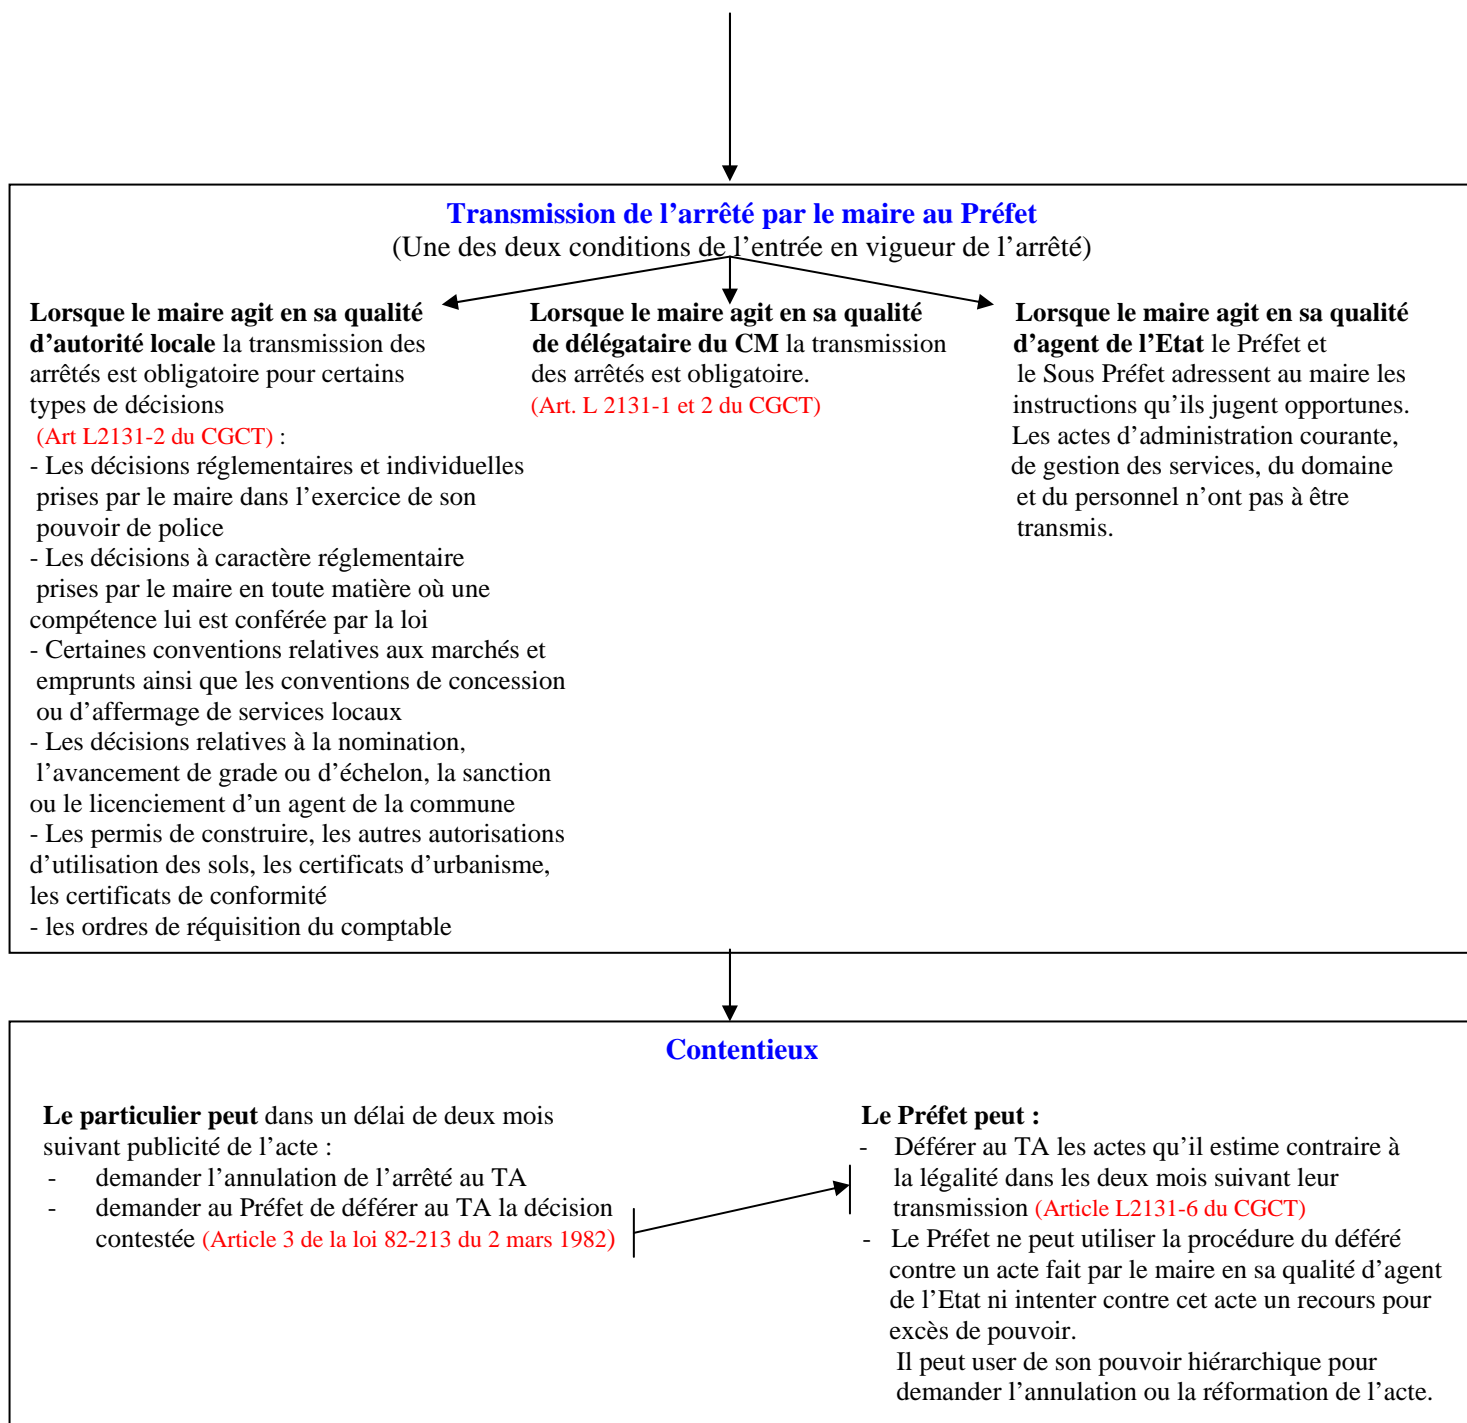 Transmission de l’arrêté par le maire au Préfet
(Une des deux conditions de l’entrée en vigueur de l’arrêté)
Lorsque le maire agit en sa qualité
d’autorité locale la transmission des
arrêtés est obligatoire pour certains
types de décisions
(Art L2131-2 du CGCT) :
- Les décisions réglementaires et individuelles
prises par le maire dans l’exercice de son
pouvoir de police
- Les décisions à caractère réglementaire
prises par le maire en toute matière où une
compétence lui est conférée par la loi
- Certaines conventions relatives aux marchés et
emprunts ainsi que les conventions de concession
ou d’affermage de services locaux
- Les décisions relatives à la nomination,
l’avancement de grade ou d’échelon, la sanction
ou le licenciement d’un agent de la commune
- Les permis de construire, les autres autorisations
d’utilisation des sols, les certificats d’urbanisme,
les certificats de conformité
- les ordres de réquisition du comptable
Lorsque le maire agit en sa qualité
de délégataire du CM la transmission
des arrêtés est obligatoire.
(Art. L 2131-1 et 2 du CGCT)
Lorsque le maire agit en sa qualité
d’agent de l’Etat le Préfet et
le Sous Préfet adressent au maire les
instructions qu’ils jugent opportunes.
Les actes d’administration courante,
de gestion des services, du domaine
et du personnel n’ont pas à être
transmis.
Contentieux
Le particulier peut dans un délai de deux mois
suivant publicité de l’acte :
- demander l’annulation de l’arrêté au TA
- demander au Préfet de déférer au TA la décision
contestée (Article 3 de la loi 82-213 du 2 mars 1982)
Le Préfet peut :
- Déférer au TA les actes qu’il estime contraire à
la légalité dans les deux mois suivant leur
transmission (Article L2131-6 du CGCT)
- Le Préfet ne peut utiliser la procédure du déféré
contre un acte fait par le maire en sa qualité d’agent
de l’Etat ni intenter contre cet acte un recours pour
excès de pouvoir.
Il peut user de son pouvoir hiérarchique pour
demander l’annulation ou la réformation de l’acte.